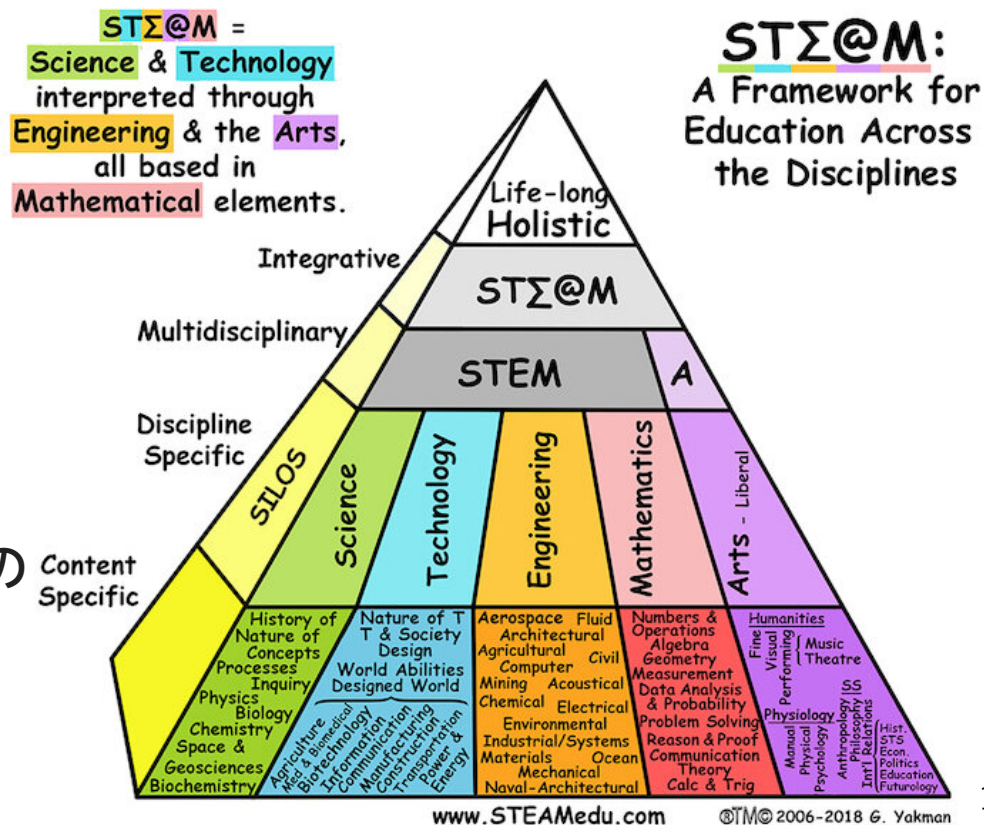 STΣ@M =
Science & Technology
interpreted through
Engineering & the Arts,
all based in
Mathematical elements.
STΣ@M:
A Framework for
Education Across
the Disciplines
Life-long
Holistic
Integrative
STΣ@M
Multidisciplinary
STEM
A
Discipline
Specific
SILOS
Science
Technology
Engineering
Mathematics
Arts - Liberal
の
Content
Specific
History of
Nature of
Concepts
Processes
Inquiry
Physics
Biology
Chemistry
Space &
Geosciences
Biochemistry
Nature of T
T & Society
Design
World Abilities
Designed World
Agriculture
Med & Biomedical
Biotechnology
Information
Communication
Manufacturing
Construction
Transportation
Power &
Energy
Aerospace Fluid
Architectural
Agricultural
Computer Civil
Mining Acoustical
Chemical Electrical
Environmental
Industrial/Systems
Materials Ocean
Mechanical
Naval-Architectural
Numbers &
Operations
Algebra
Geometry
Measurement
Data Analysis
& Probability
Problem Solving
Reason & Proof
Communication
Theory
Calc & Trig
Humanities
Fine
Visual
Performing
Music
Theatre
Physiology
Manual
Physical
Psychology
SS
Anthropology
Philosophy
Int'l Relations
Hist.
STS
Econ.
Politics
Education
Futurology
www.STEAMedu.com
®TM© 2006-2018 G. Yakman